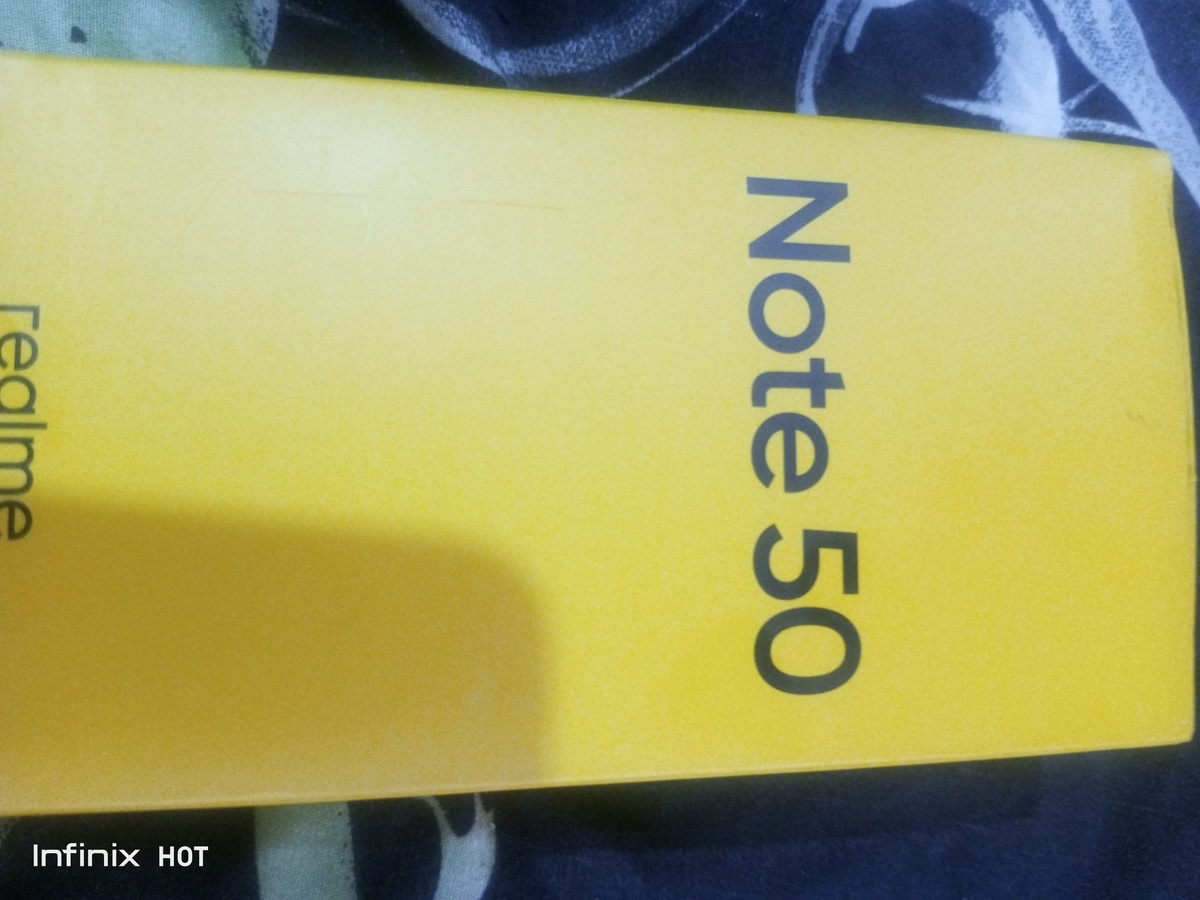 Note 50
realme
Infinix HOT